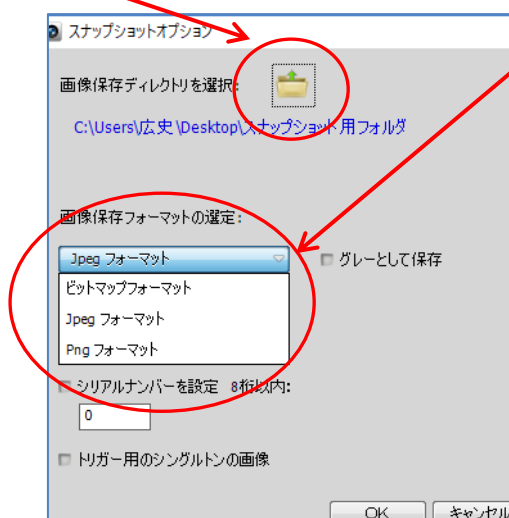 スナップショットオプション
画像保存ディレクトリを選択:
C:\Users\広史\Desktop\スナップショット用フォルダ
画像保存フォーマットの選定:
Jpeg フォーマット
グレーとして保存
ビットマップフォーマット
Jpeg フォーマット
Png フォーマット
シリアルナンバーを設定 8桁以内:
0
トリガー用のシングルトンの画像
OK
キャンセル